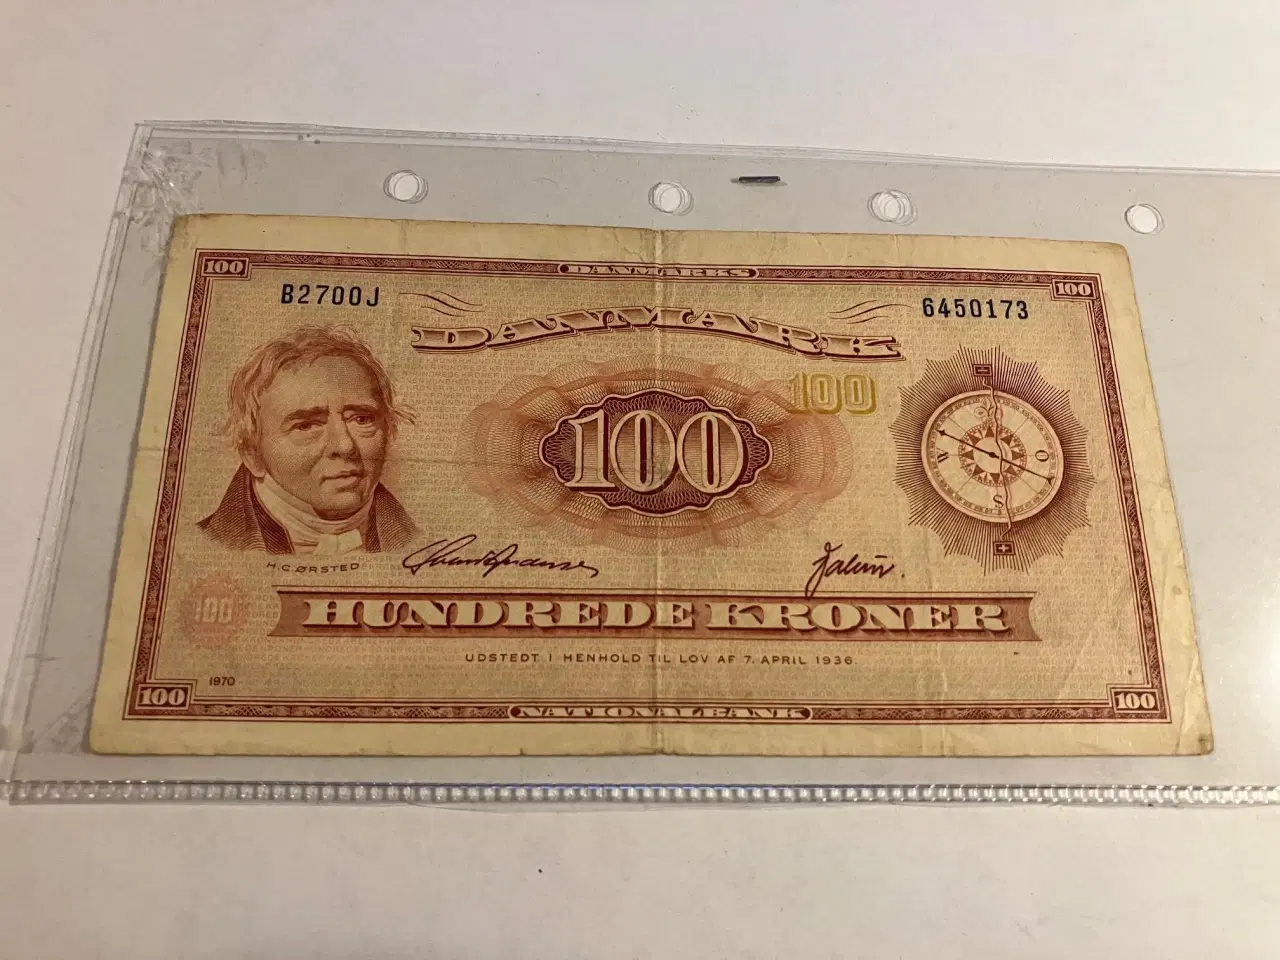 100 DANMARKS 100
B2700J 6450173
DANMARK
100
100
W O
S
H.C. ØRSTED
100
HUNDREDE KRONER
UDSTEDT I HENHOLD TIL LOV AF 7. APRIL 1936.
1970
100 NATIONALBANK 100